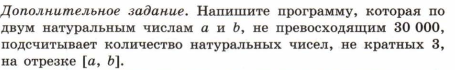 Дополнительное задание. Напишите программу, которая по
двум натуральным числам a и b, не превосходящим 30 000,
подсчитывает количество натуральных чисел, не кратных 3,
на отрезке [a, b].